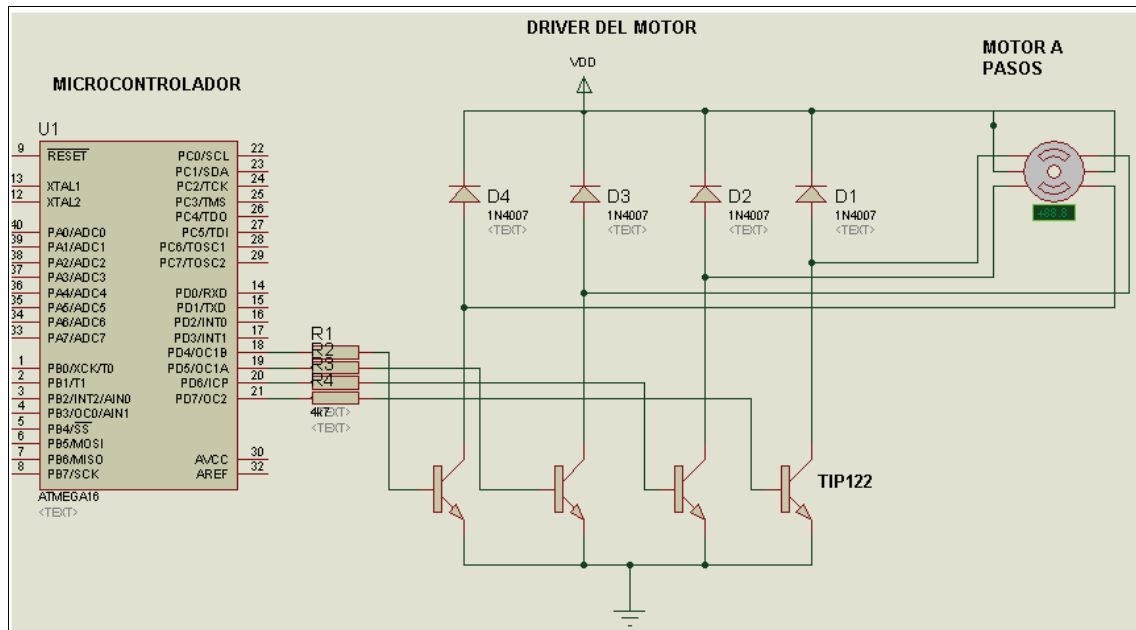 DRIVER DEL MOTOR
MOTOR A
PASOS
VDD
MICROCONTROLADOR
U1
9 RESET
13 XTAL1
12 XTAL2
40 PA0/ADC0
39 PA1/ADC1
38 PA2/ADC2
37 PA3/ADC3
36 PA4/ADC4
35 PA5/ADC5
34 PA6/ADC6
33 PA7/ADC7
1 PB0/XCK/T0
2 PB1/T1
3 PB2/INT2/AIN0
4 PB3/OC0/AIN1
5 PB4/SS
6 PB5/MOSI
7 PB6/MISO
8 PB7/SCK
PC0/SCL 22
PC1/SDA 23
PC2/TCK 24
PC3/TMS 25
PC4/TDO 26
PC5/TDI 27
PC6/TOSC1 28
PC7/TOSC2 29
PD0/RXD 14
PD1/TXD 15
PD2/INT0 16
PD3/INT1 17
PD4/OC1B 18
PD5/OC1A 19
PD6/ICP 20
PD7/OC2 21
AVCC 30
AREF 32
ATMEGA16
<TEXT>
R1
R2
R3
R4
4k7
<TEXT>
<TEXT>
D4
1N4007
<TEXT>
D3
1N4007
<TEXT>
D2
1N4007
<TEXT>
D1
1N4007
<TEXT>
+88.8
TIP122